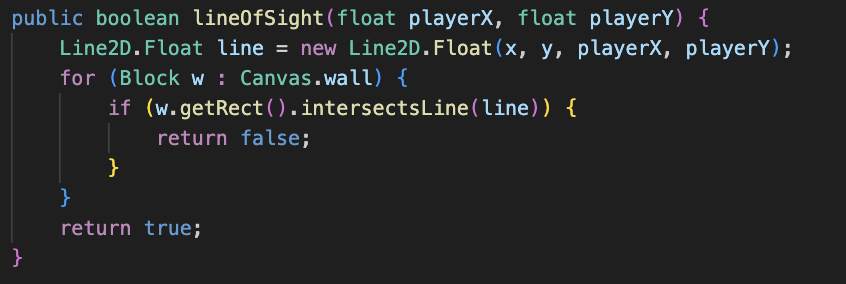 public boolean lineOfSight(float playerX, float playerY) {
    Line2D.Float line = new Line2D.Float(x, y, playerX, playerY);
    for (Block w : Canvas.wall) {
        if (w.getRect().intersectsLine(line)) {
            return false;
        }
    }
    return true;
}